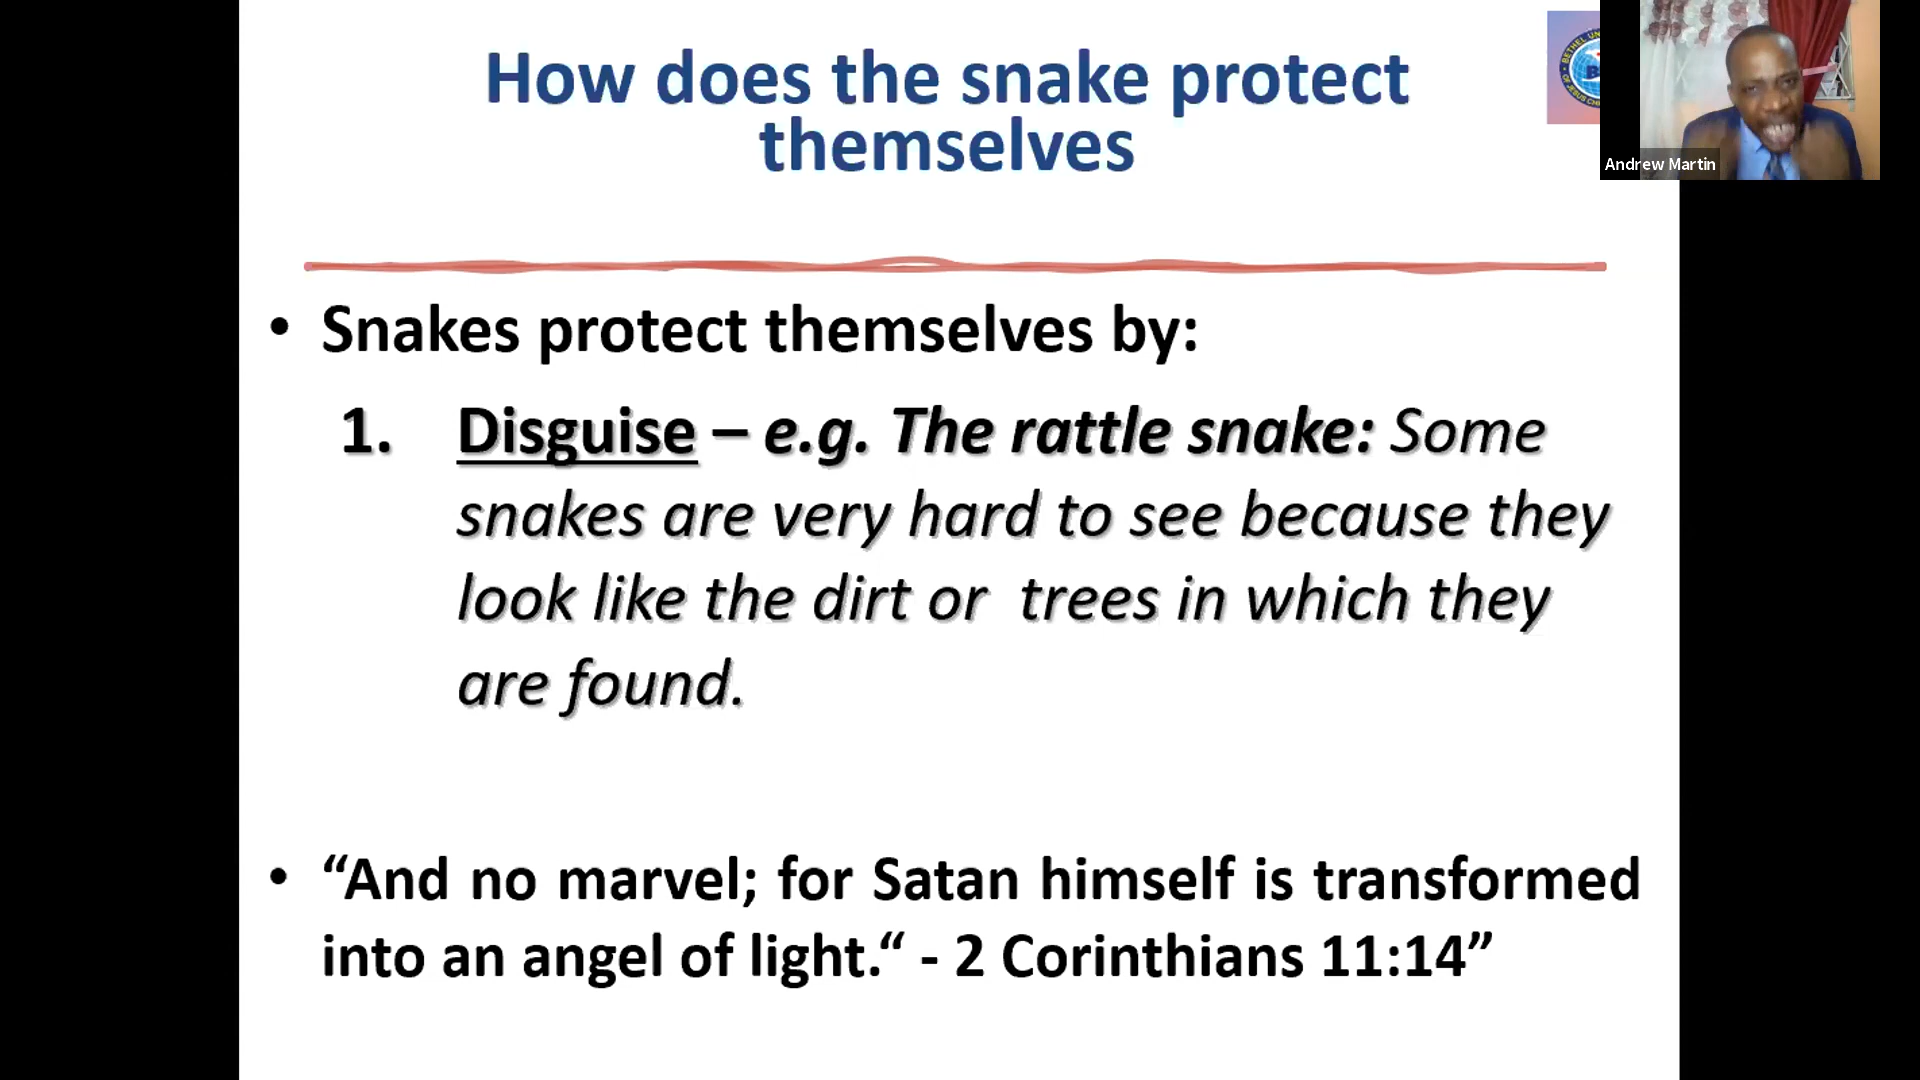 How does the snake protect
themselves
Andrew Martin
• Snakes protect themselves by:
1. Disguise – e.g. The rattle snake: Some
snakes are very hard to see because they
look like the dirt or trees in which they
are found.
• “And no marvel; for Satan himself is transformed
into an angel of light.“ - 2 Corinthians 11:14”